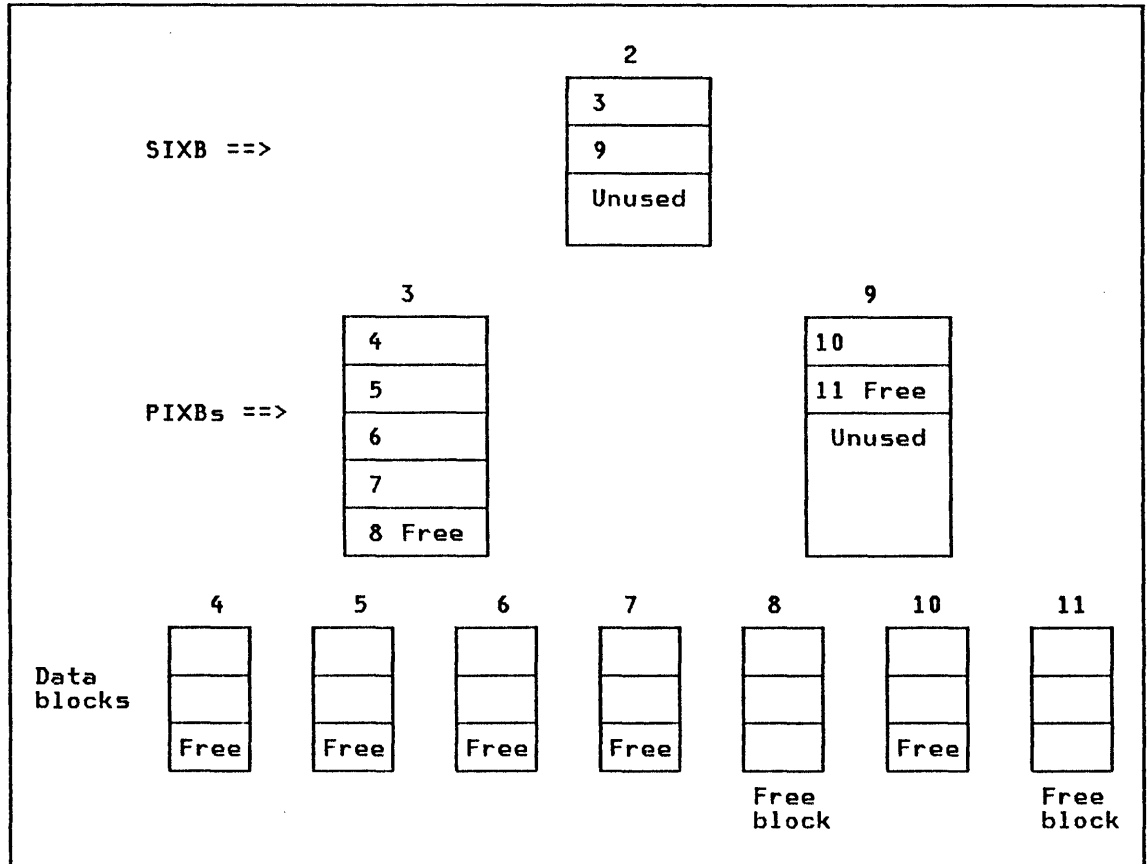 2
3
SIXB ==>
9
Unused
3
9
4
10
5
11 Free
PIXBs ==>
6
Unused
7
8 Free
4 5 6 7 8 10 11
Data
blocks
Free Free Free Free Free
Free
block
Free
block